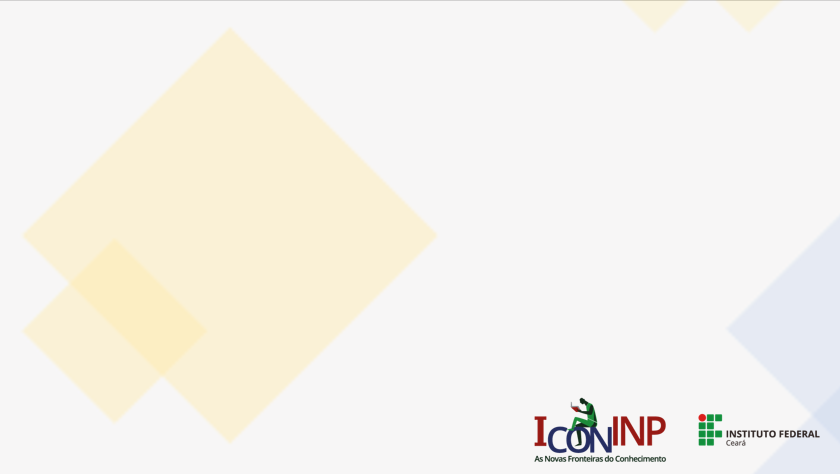 ICONINP
As Novas Fronteiras do Conhecimento
INSTITUTO FEDERAL
Ceará